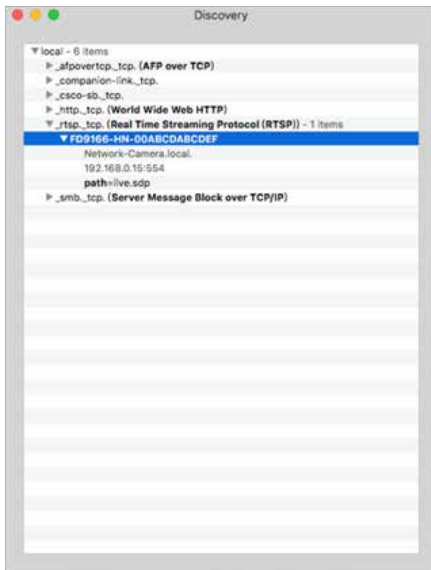 Discovery
local - 6 items
_afpovertcp._tcp. (AFP over TCP)
_companion-link._tcp.
_csco-sb._tcp.
_http._tcp. (World Wide Web HTTP)
_rtsp._tcp. (Real Time Streaming Protocol (RTSP)) - 1 items
FD9166-HN-00ABCDABCDEF
Network-Camera.local.
192.168.0.15:554
path=live.sdp
_smb._tcp. (Server Message Block over TCP/IP)